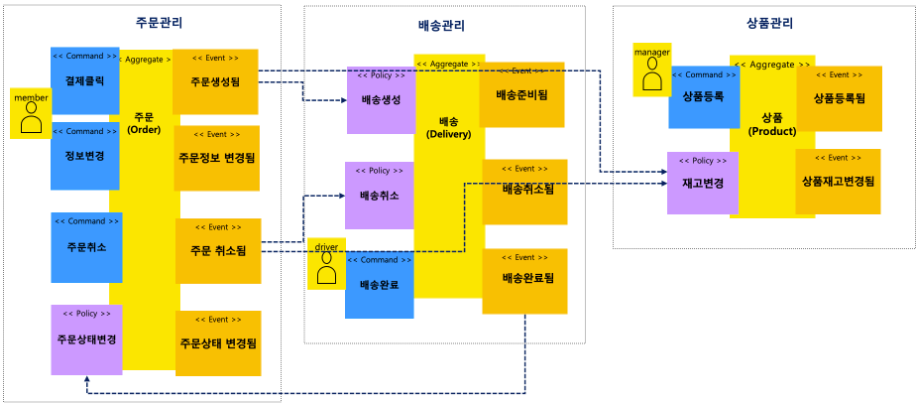 주문관리
<< Command >>
결제클릭
<< Aggregate >>
주문
(Order)
<< Event >>
주문생성됨
member
<< Command >>
정보변경
<< Event >>
주문정보 변경됨
<< Command >>
주문취소
<< Event >>
주문 취소됨
<< Policy >>
주문상태변경
<< Event >>
주문상태 변경됨
배송관리
<< Policy >>
배송생성
<< Aggregate >>
배송
(Delivery)
<< Event >>
배송준비됨
<< Policy >>
배송취소
<< Event >>
배송취소됨
driver
<< Command >>
배송완료
<< Event >>
배송완료됨
상품관리
manager
<< Command >>
상품등록
<< Aggregate >>
상품
(Product)
<< Event >>
상품등록됨
<< Policy >>
재고변경
<< Event >>
상품재고변경됨